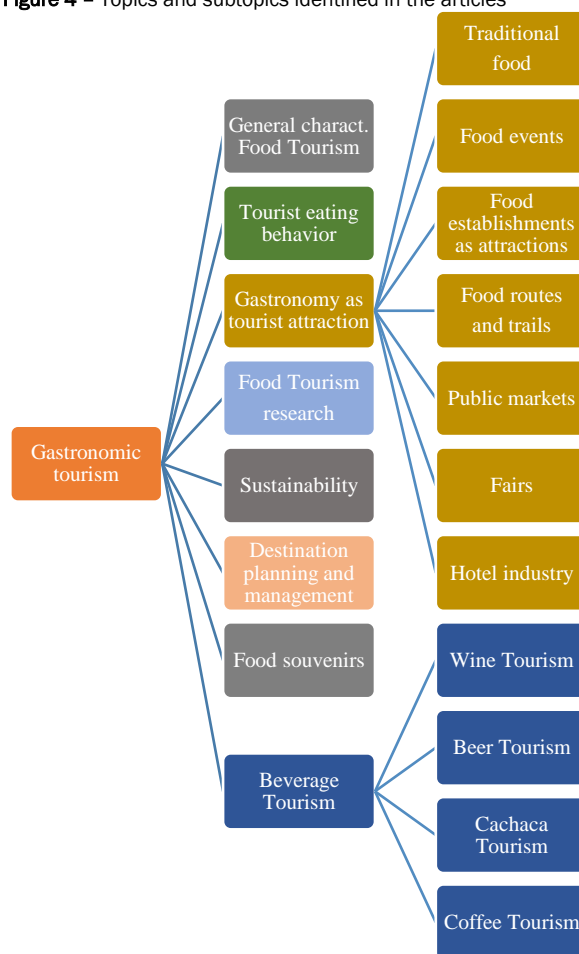 Figure 4 – Topics and subtopics identified in the articles
Gastronomic
tourism
General charact.
Food Tourism
Tourist eating
behavior
Gastronomy as
tourist attraction
Food Tourism
research
Sustainability
Destination
planning and
management
Food souvenirs
Beverage
Tourism
Traditional
food
Food events
Food
establishments
as attractions
Food routes
and trails
Public markets
Fairs
Hotel industry
Wine Tourism
Beer Tourism
Cachaca
Tourism
Coffee Tourism